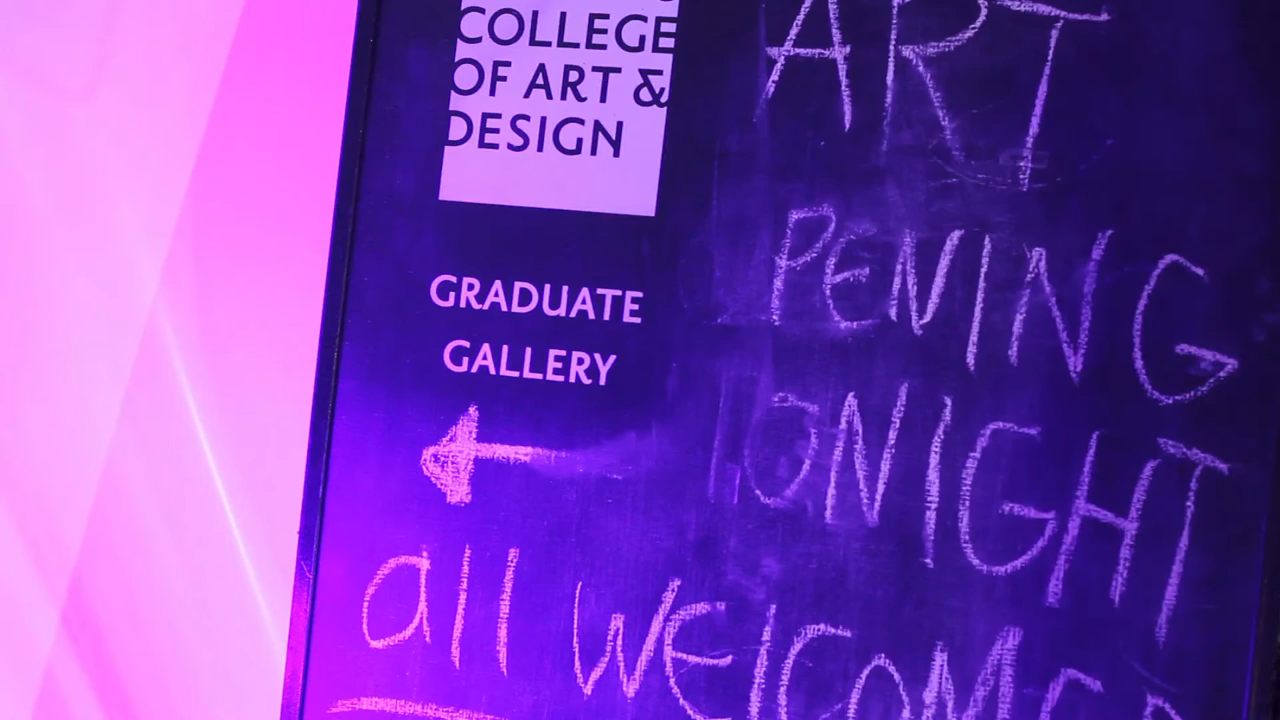 COLLEGE
OF ART &
DESIGN
GRADUATE
GALLERY
ART
PENING
TONIGHT
all WELCOME